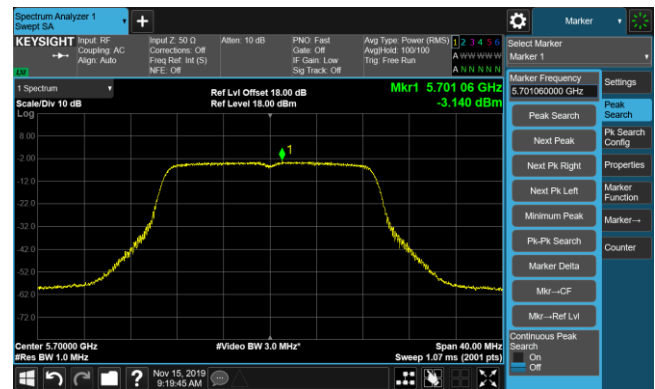 Spectrum Analyzer 1
Swept SA
Marker
KEYSIGHT
Input: RF
Coupling: AC
Align: Auto
Input Z: 50 Ω
Corrections: Off
Freq Ref: Int (S)
NFE: Off
Atten: 10 dB
PNO: Fast
Gate: Off
IF Gain: Low
Sig Track: Off
Avg Type: Power (RMS)
Avg|Hold: 100/100
Trig: Free Run
1 2 3 4 5 6
A W W W W W
A N N N N N
LXI
Select Marker
Marker 1
1 Spectrum
Scale/Div 10 dB
Log
Ref Lvl Offset 18.00 dB
Ref Level 18.00 dBm
Mkr1 5.701 06 GHz
-3.140 dBm
1
8.00
-2.00
-12.0
-22.0
-32.0
-42.0
-52.0
-62.0
-72.0
Center 5.70000 GHz
#Res BW 1.0 MHz
#Video BW 3.0 MHz*
Span 40.00 MHz
Sweep 1.07 ms (2001 pts)
Marker Frequency
5.701060000 GHz
Peak Search
Next Peak
Next Pk Right
Next Pk Left
Minimum Peak
Pk-Pk Search
Marker Delta
Mkr→CF
Mkr→Ref Lvl
Continuous Peak
Search
On
Off
Settings
Peak
Search
Pk Search
Config
Properties
Marker
Function
Marker→
Counter
?
Nov 15, 2019
9:19:45 AM